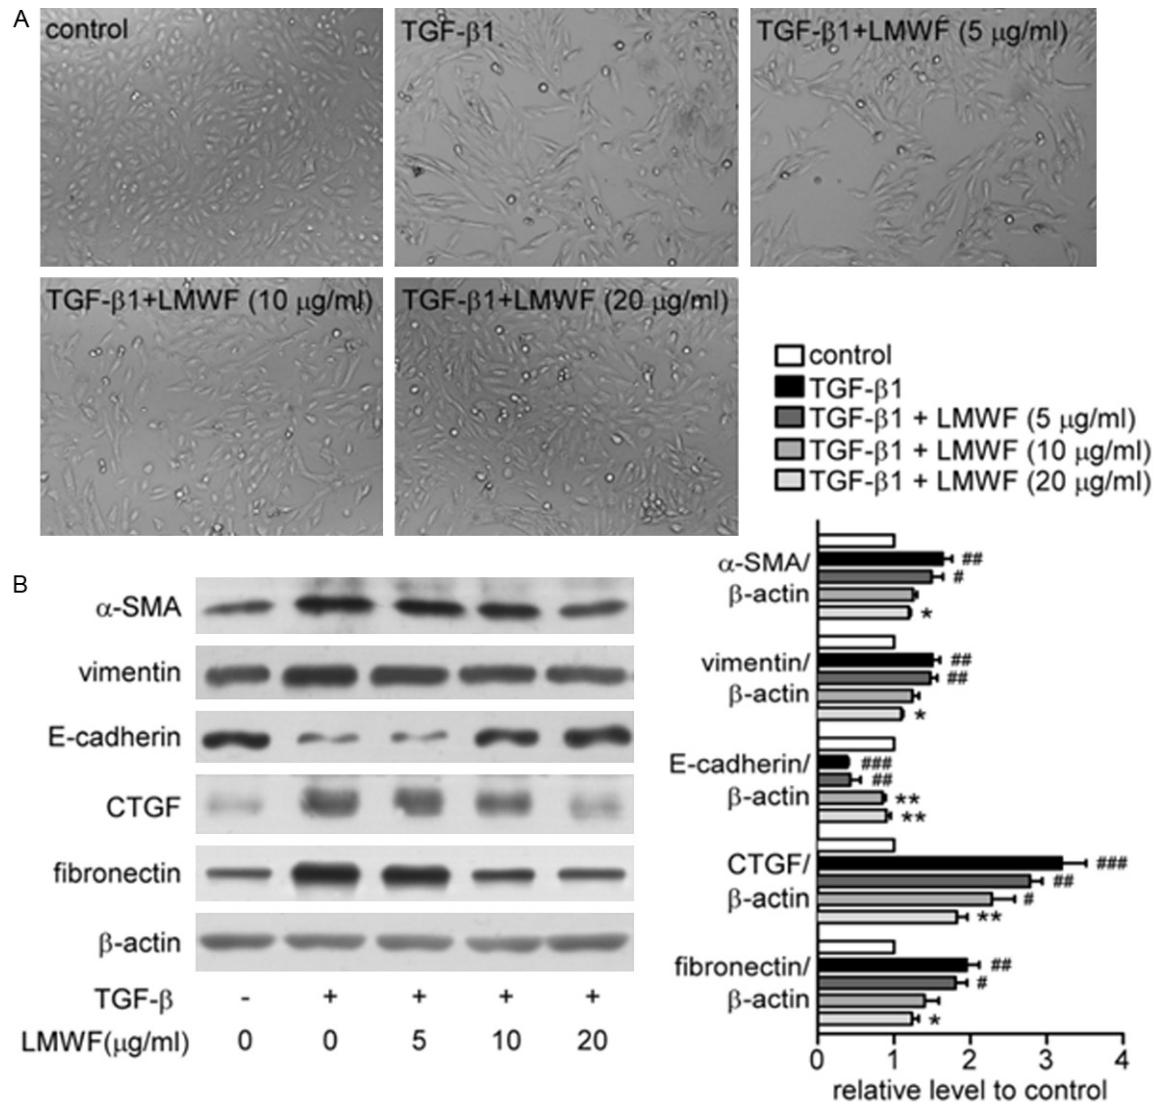 A
control
TGF-β1
TGF-β1+LMWF (5 μg/ml)
TGF-β1+LMWF (10 μg/ml)
TGF-β1+LMWF (20 μg/ml)
control
TGF-β1
TGF-β1 + LMWF (5 μg/ml)
TGF-β1 + LMWF (10 μg/ml)
TGF-β1 + LMWF (20 μg/ml)
B
α-SMA
vimentin
E-cadherin
CTGF
fibronectin
β-actin
TGF-β - + + + +
LMWF(μg/ml) 0 0 5 10 20
α-SMA/
β-actin
##
#
*
vimentin/
β-actin
##
##
*
E-cadherin/
β-actin
###
##
**
**
CTGF/
β-actin
###
##
#
**
fibronectin/
β-actin
##
#
*
0 1 2 3 4
relative level to control